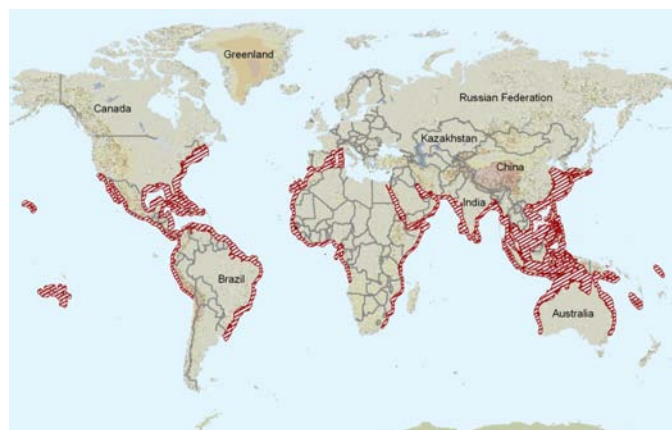 Greenland
Canada
Russian Federation
Kazakhstan
China
India
Brazil
Australia